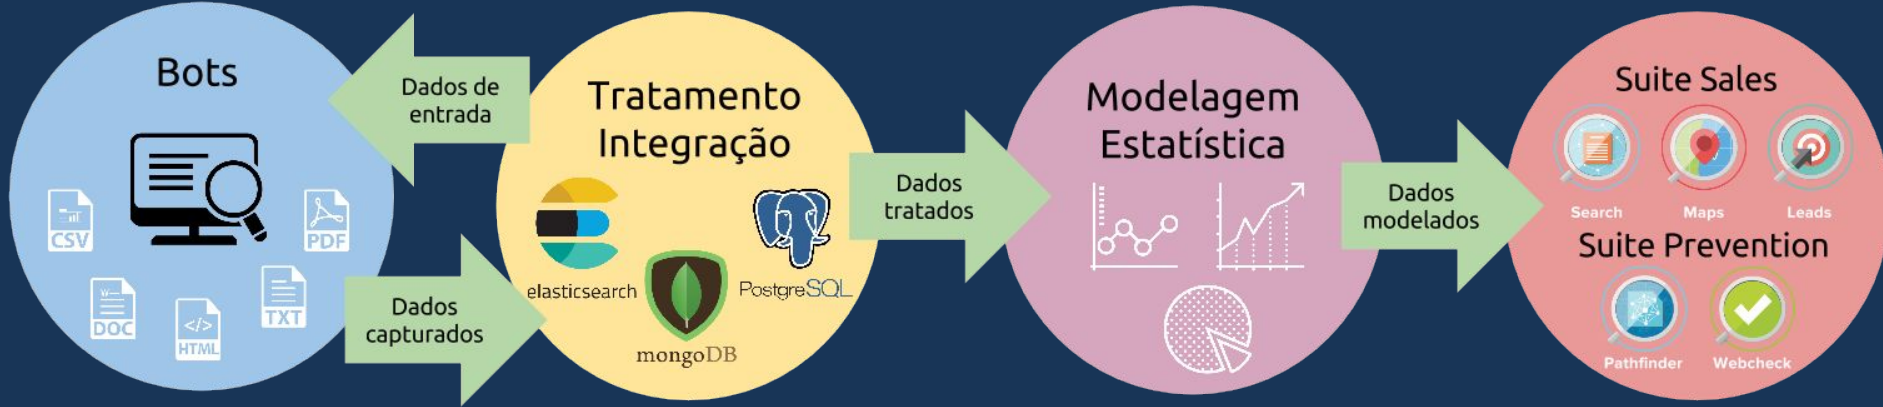 Bots
CSV
PDF
W
DOC
</>
HTML
TXT
Dados de
entrada
Dados
capturados
Tratamento
Integração
elasticsearch
mongoDB
PostgreSQL
Dados
tratados
Modelagem
Estatística
Dados
modelados
Suite Sales
Search
Maps
Leads
Suite Prevention
Pathfinder
Webcheck